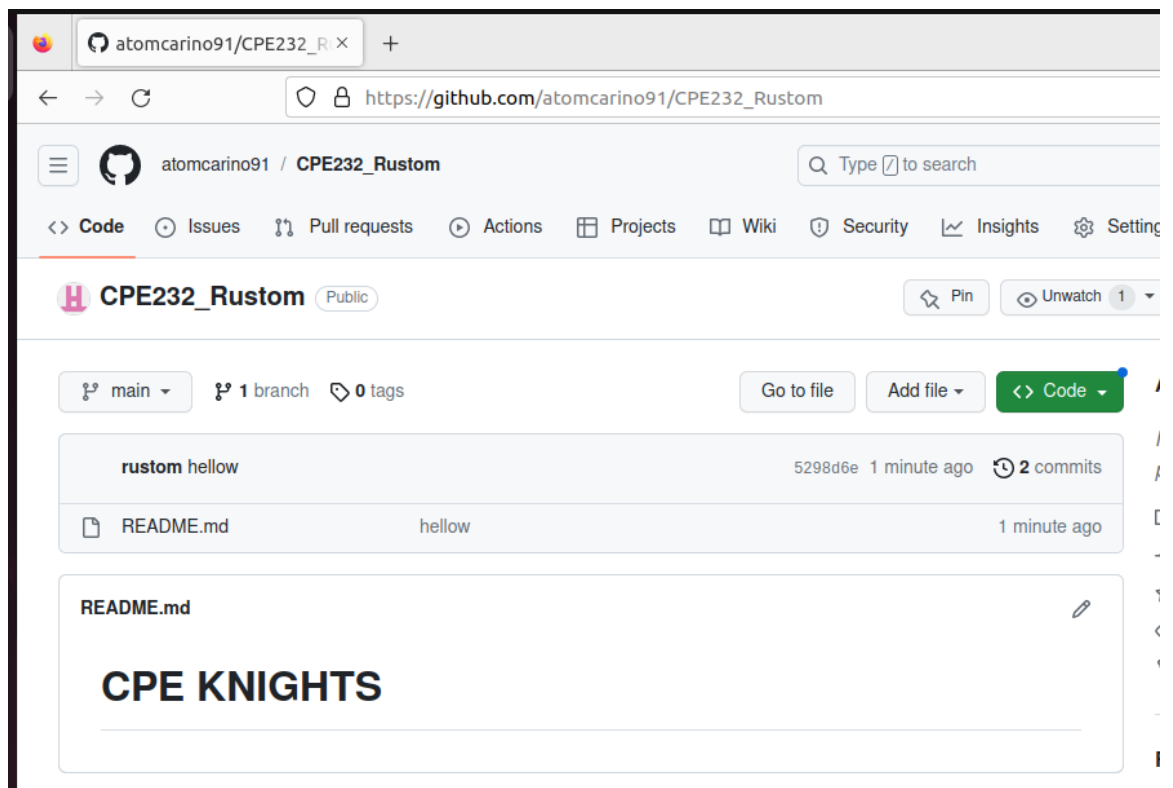 atomcarino91/CPE232_R
https://github.com/atomcarino91/CPE232_Rustom
atomcarino91 / CPE232_Rustom Type / to search
Code Issues Pull requests Actions Projects Wiki Security Insights Setting
CPE232_Rustom Public Pin Unwatch 1
main 1 branch 0 tags Go to file Add file Code
rustom hellow 5298d6e 1 minute ago 2 commits
README.md hellow 1 minute ago
README.md
CPE KNIGHTS